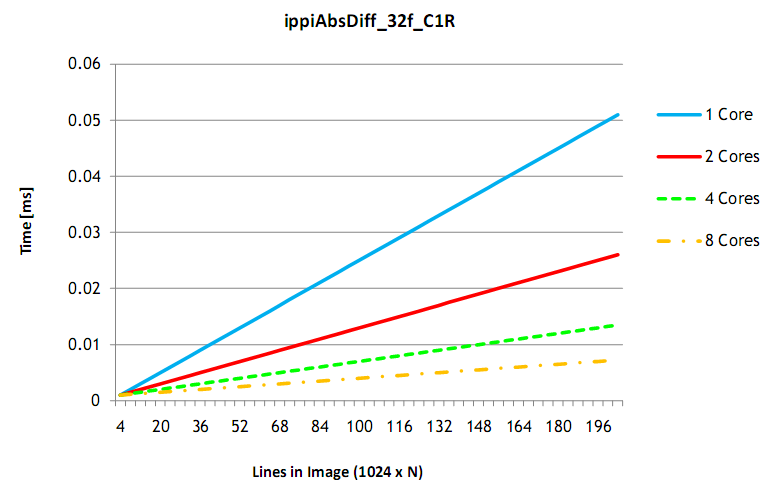 ippiAbsDiff_32f_C1R
0.06
0.05
0.04
0.03
0.02
0.01
0
Time [ms]
4 20 36 52 68 84 100 116 132 148 164 180 196
Lines in Image (1024 x N)
1 Core
2 Cores
4 Cores
8 Cores